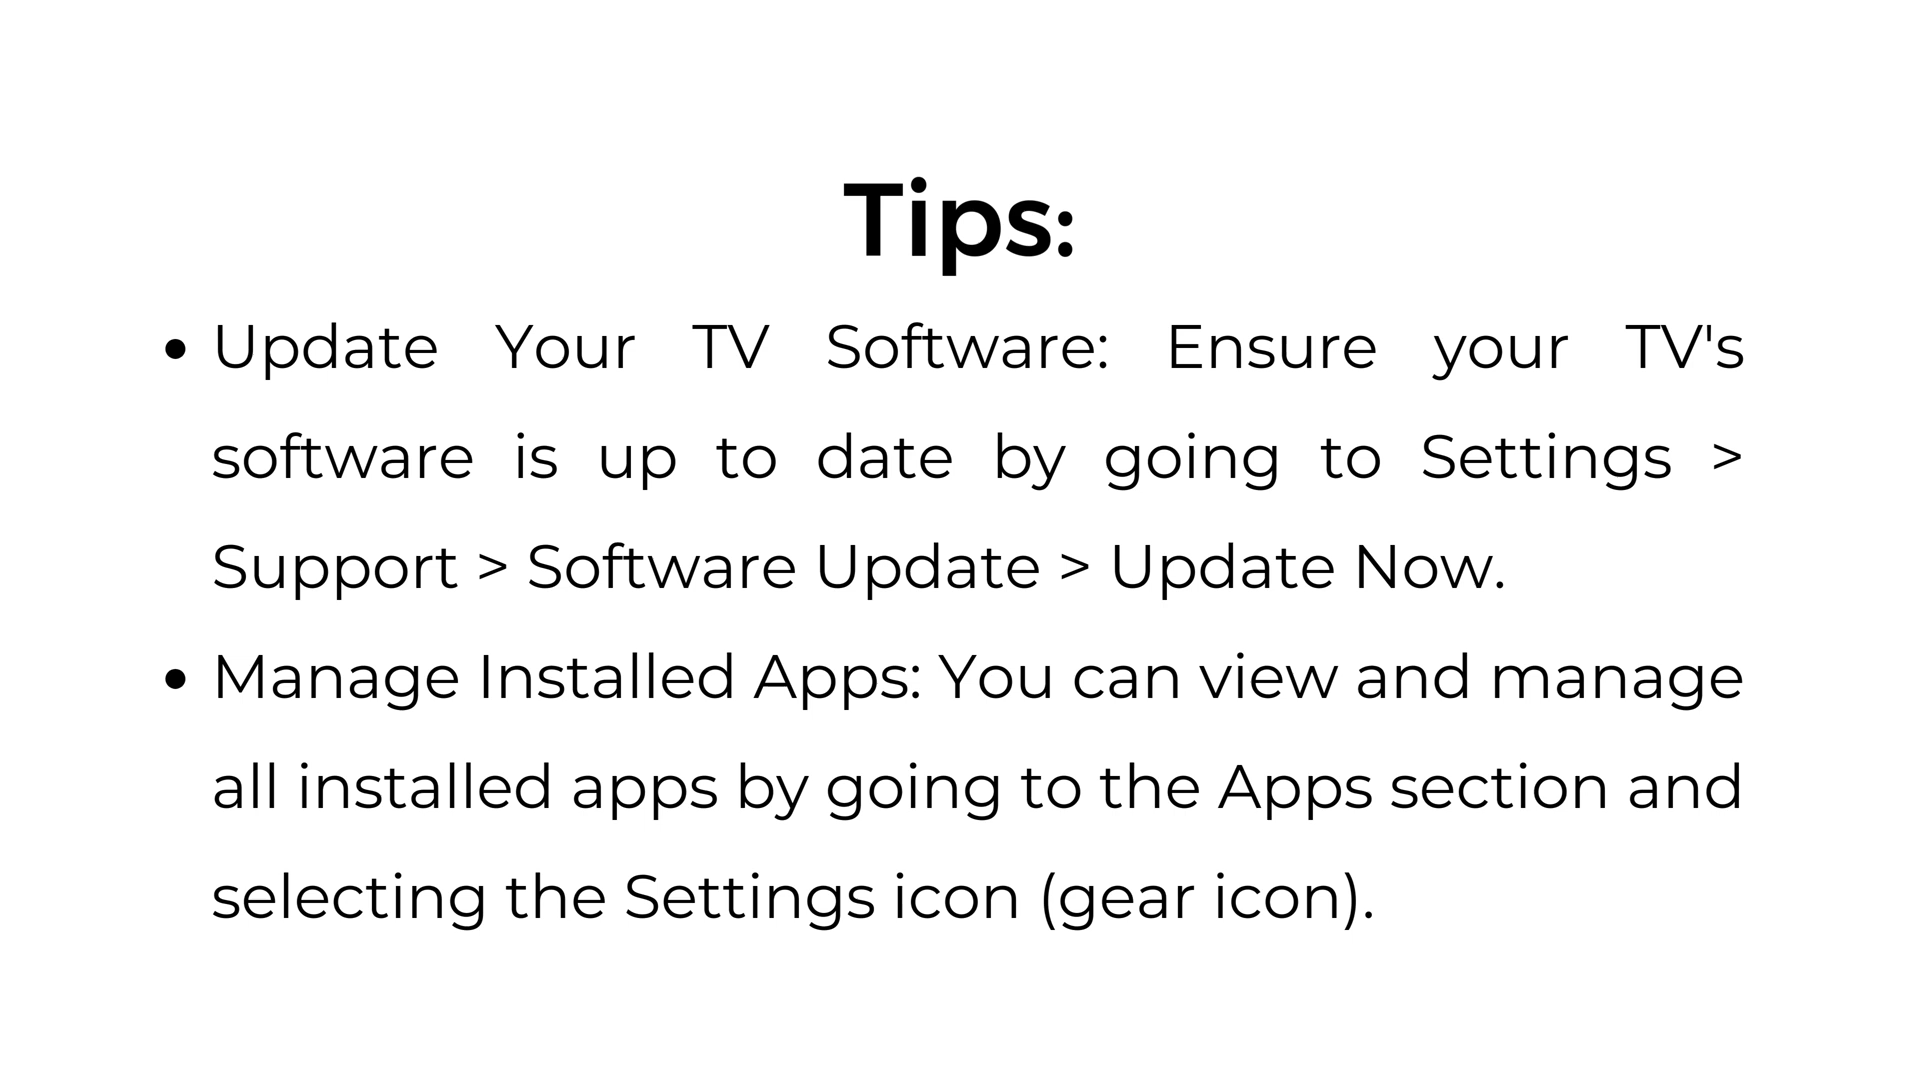 Tips:
• Update Your TV Software: Ensure your TV's
software is up to date by going to Settings >
Support > Software Update > Update Now.
• Manage Installed Apps: You can view and manage
all installed apps by going to the Apps section and
selecting the Settings icon (gear icon).